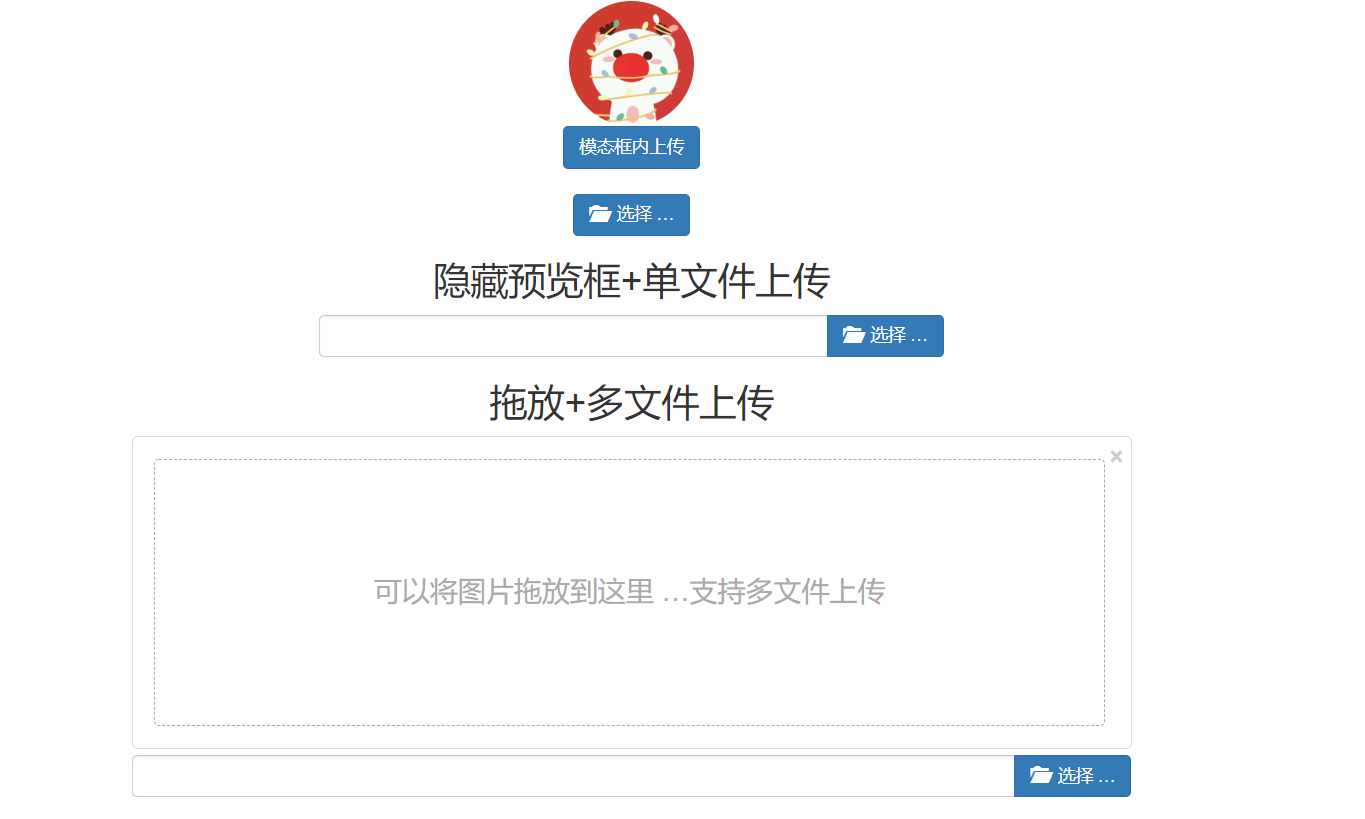 模态框内上传
选择 …
隐藏预览框+单文件上传
选择 …
拖放+多文件上传
×
可以将图片拖放到这里 …支持多文件上传
选择 …